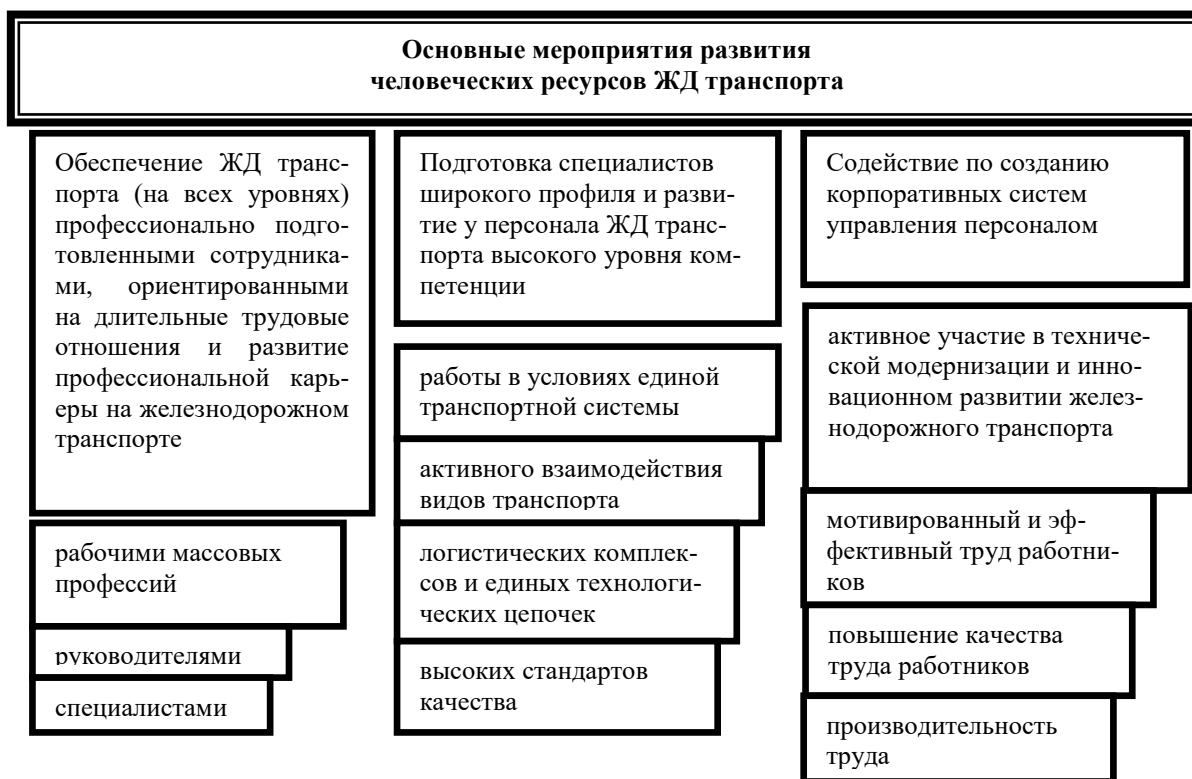 Основные мероприятия развития
человеческих ресурсов ЖД транспорта
Обеспечение ЖД транс-
порта (на всех уровнях)
профессионально подго-
товленными сотрудника-
ми, ориентированными
на длительные трудовые
отношения и развитие
профессиональной карь-
еры на железнодорожном
транспорте
рабочими массовых
профессий
руководителями
специалистами
Подготовка специалистов
широкого профиля и разви-
тие у персонала ЖД транс-
порта высокого уровня ком-
петенции
работы в условиях единой
транспортной системы
активного взаимодействия
видов транспорта
логистических комплек-
сов и единых технологи-
ческих цепочек
высоких стандартов
качества
Содействие по созданию
корпоративных систем
управления персоналом
активное участие в техниче-
ской модернизации и инно-
вационном развитии желез-
нодорожного транспорта
мотивированный и эф-
фективный труд работни-
ков
повышение качества
труда работников
производительность
труда